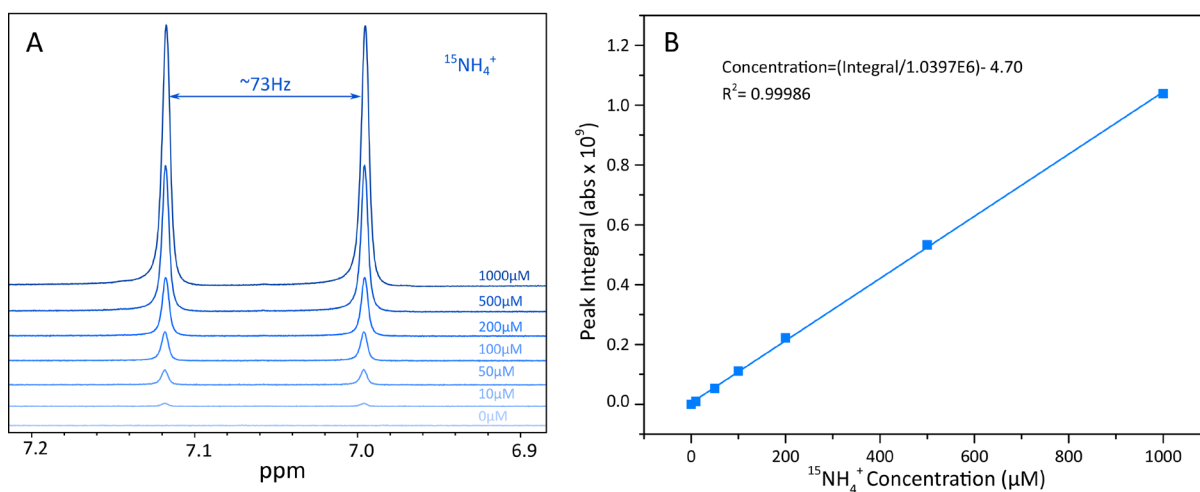 A
¹⁵NH₄⁺
~73Hz
1000µM
500µM
200µM
100µM
50µM
10µM
0µM
7.2 7.1 7.0 6.9
ppm
B
Concentration=(Integral/1.0397E6)- 4.70
R²= 0.99986
Peak Integral (abs x 10⁹)
1.2
1.0
0.8
0.6
0.4
0.2
0.0
0 200 400 600 800 1000
¹⁵NH₄⁺ Concentration (µM)